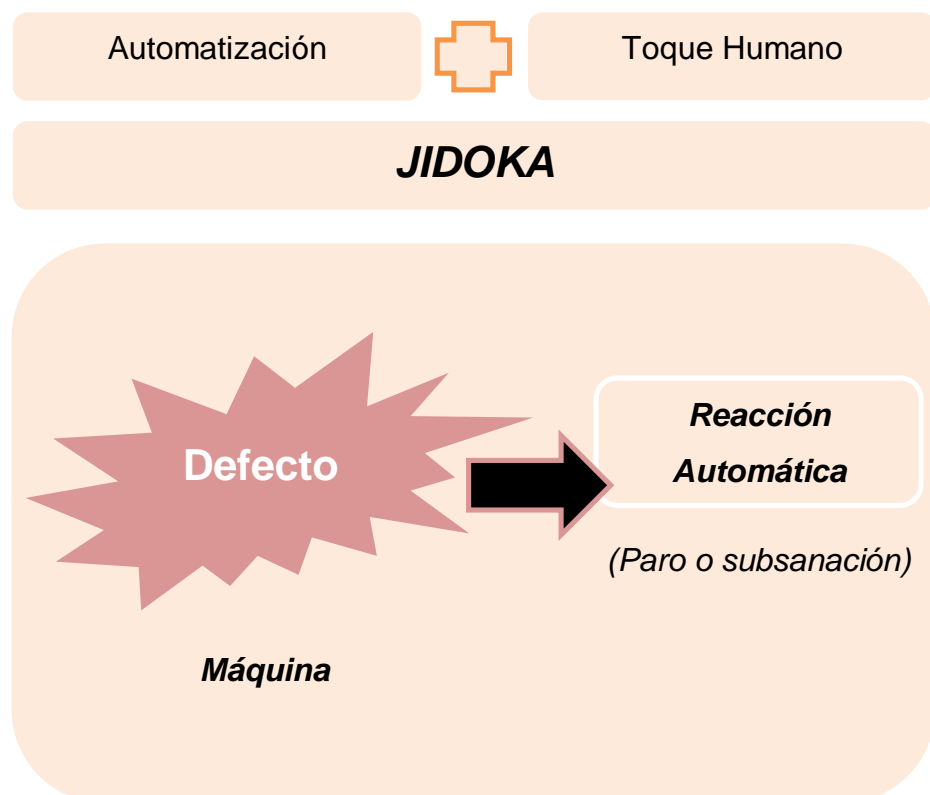 Automatización
Toque Humano
JIDOKA
Defecto
Reacción
Automática
(Paro o subsanación)
Máquina